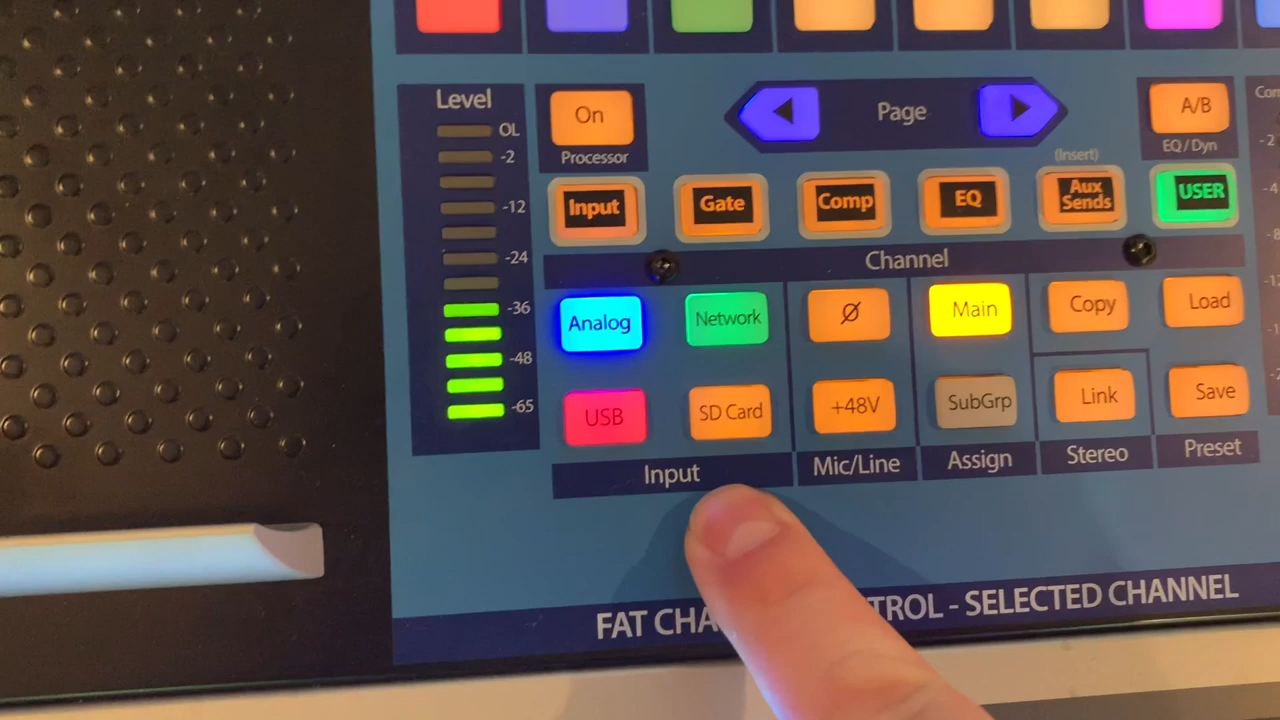 Level
OL
-2
-12
-24
-36
-48
-65
On
Processor
Page
A/B
EQ / Dyn
(Insert)
Input
Gate
Comp
EQ
Aux
Sends
USER
Channel
Analog
Network
Ø
Main
Copy
Load
USB
SD Card
+48V
SubGrp
Link
Save
Input
Mic/Line
Assign
Stereo
Preset
FAT CHA
TROL - SELECTED CHANNEL